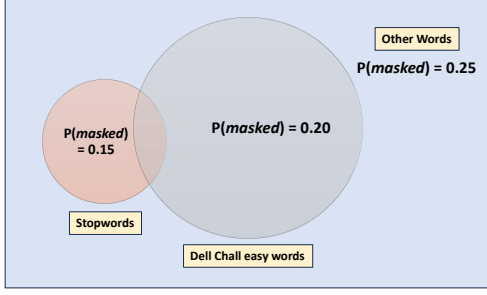 Other Words
P(masked) = 0.25
P(masked)
= 0.15
P(masked) = 0.20
Stopwords
Dell Chall easy words